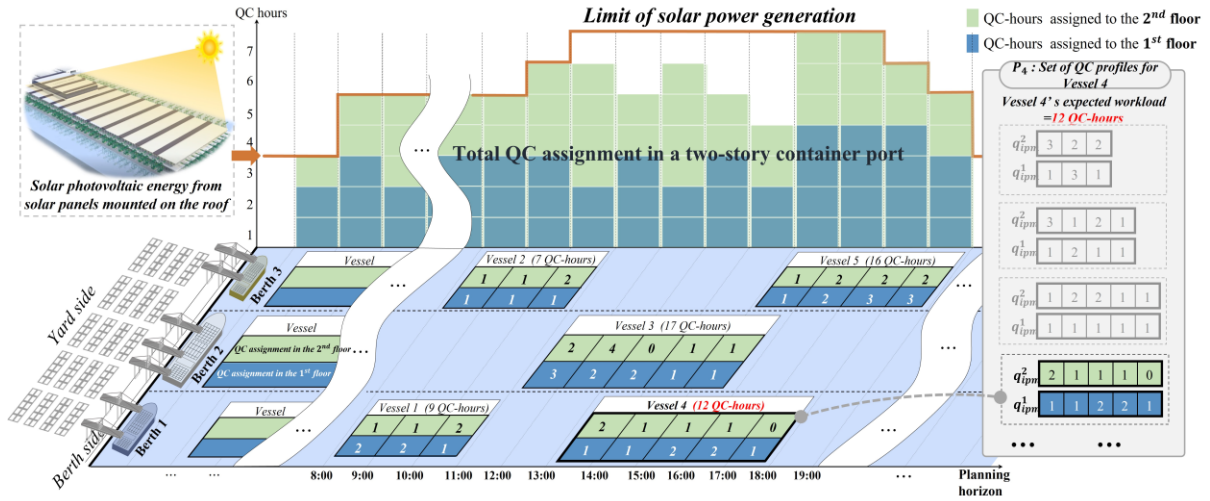 QC hours
Limit of solar power generation
QC-hours assigned to the 2nd floor
QC-hours assigned to the 1st floor
7
6
5
4
3
2
1
Solar photovoltaic energy from
solar panels mounted on the roof
...
Total QC assignment in a two-story container port
P4 : Set of QC profiles for
Vessel 4
Vessel 4's expected workload
=12 QC-hours
q²ipn 3 2 2
q¹ipn 1 3 1
q²ipn 3 1 2 1
q¹ipn 1 2 1 1
q²ipn 1 2 2 1 1
q¹ipn 1 1 1 1 1
q²ipn 2 1 1 1 0
q¹ipn 1 1 2 2 1
... ...
Yard side
Berth side
Berth 3
Berth 2
Berth 1
Vessel
...
Vessel 2 (7 QC-hours)
1 1 2
1 1 1
...
Vessel 5 (16 QC-hours)
1 2 2 2
1 2 3 3
...
Vessel
QC assignment in the 2nd floor
QC assignment in the 1st floor
...
Vessel 3 (17 QC-hours)
2 4 0 1 1
3 2 2 1 1
Vessel
...
Vessel 1 (9 QC-hours)
1 1 2
2 2 1
Vessel 4 (12 QC-hours)
2 1 1 1 0
1 1 2 2 1
...
... ... 8:00 9:00 10:00 11:00 12:00 13:00 14:00 15:00 16:00 17:00 18:00 19:00 ... Planning
horizon